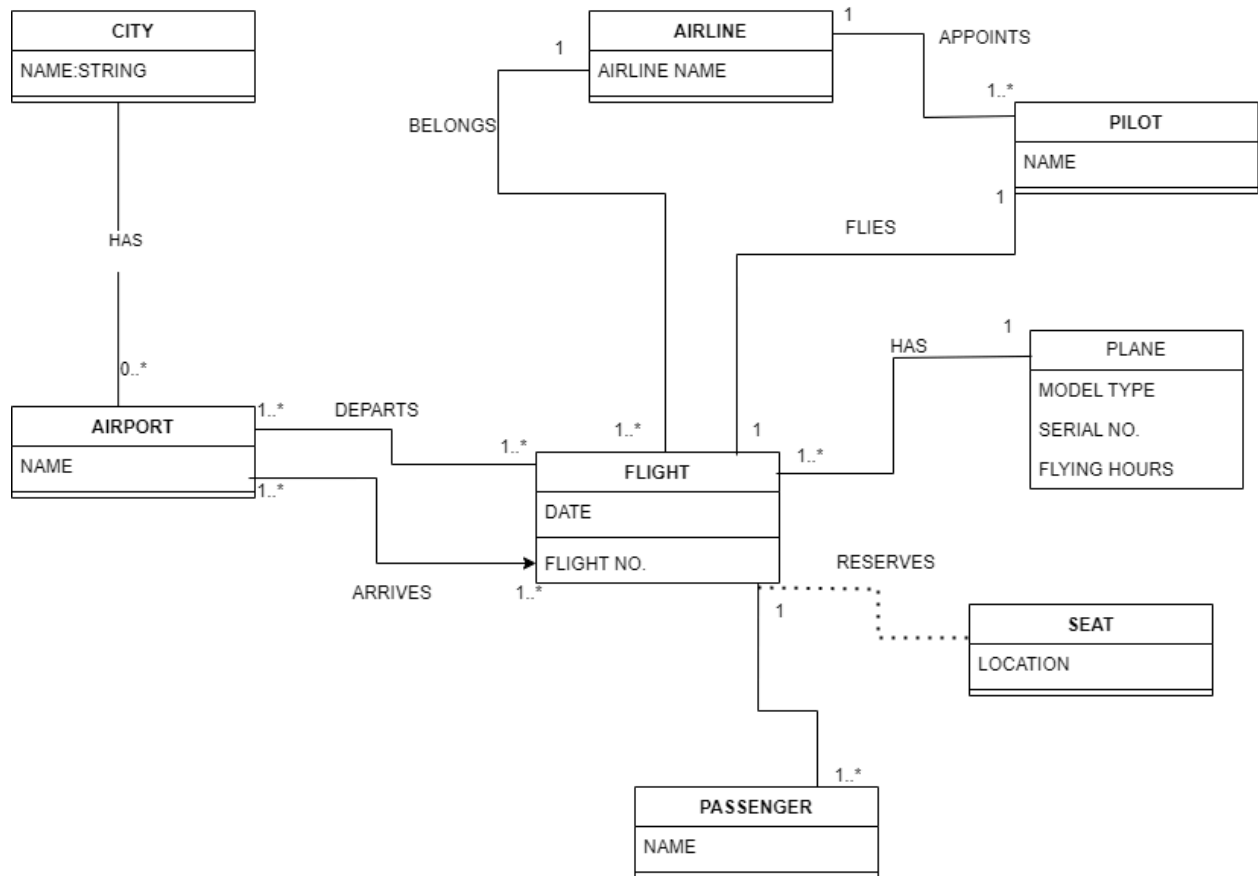 CITY
NAME:STRING
HAS
0..*
AIRLINE
AIRLINE NAME
1
BELONGS
1
APPOINTS
1..*
PILOT
NAME
1
FLIES
1
HAS
1..*
PLANE
MODEL TYPE
SERIAL NO.
FLYING HOURS
AIRPORT
NAME
1..*
DEPARTS
1..*
1..*
1
1..*
ARRIVES
1..*
FLIGHT
DATE
FLIGHT NO.
RESERVES
1
SEAT
LOCATION
1..*
PASSENGER
NAME